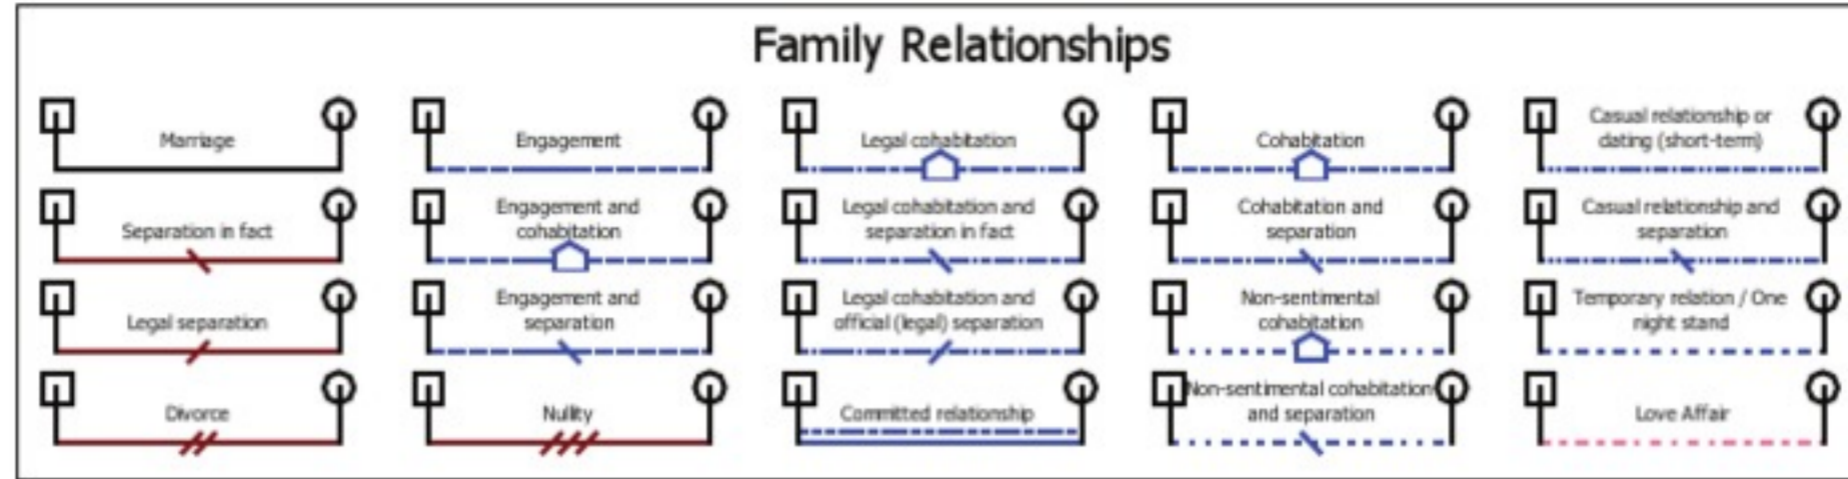 Family Relationships
Marriage
Engagement
Legal cohabitation
Cohabitation
Casual relationship or
dating (short-term)
Separation in fact
Engagement and
cohabitation
Legal cohabitation and
separation in fact
Cohabitation and
separation
Casual relationship and
separation
Legal separation
Engagement and
separation
Legal cohabitation and
official (legal) separation
Non-sentimental
cohabitation
Temporary relation / One
night stand
Divorce
Nullity
Committed relationship
Non-sentimental cohabitation
and separation
Love Affair